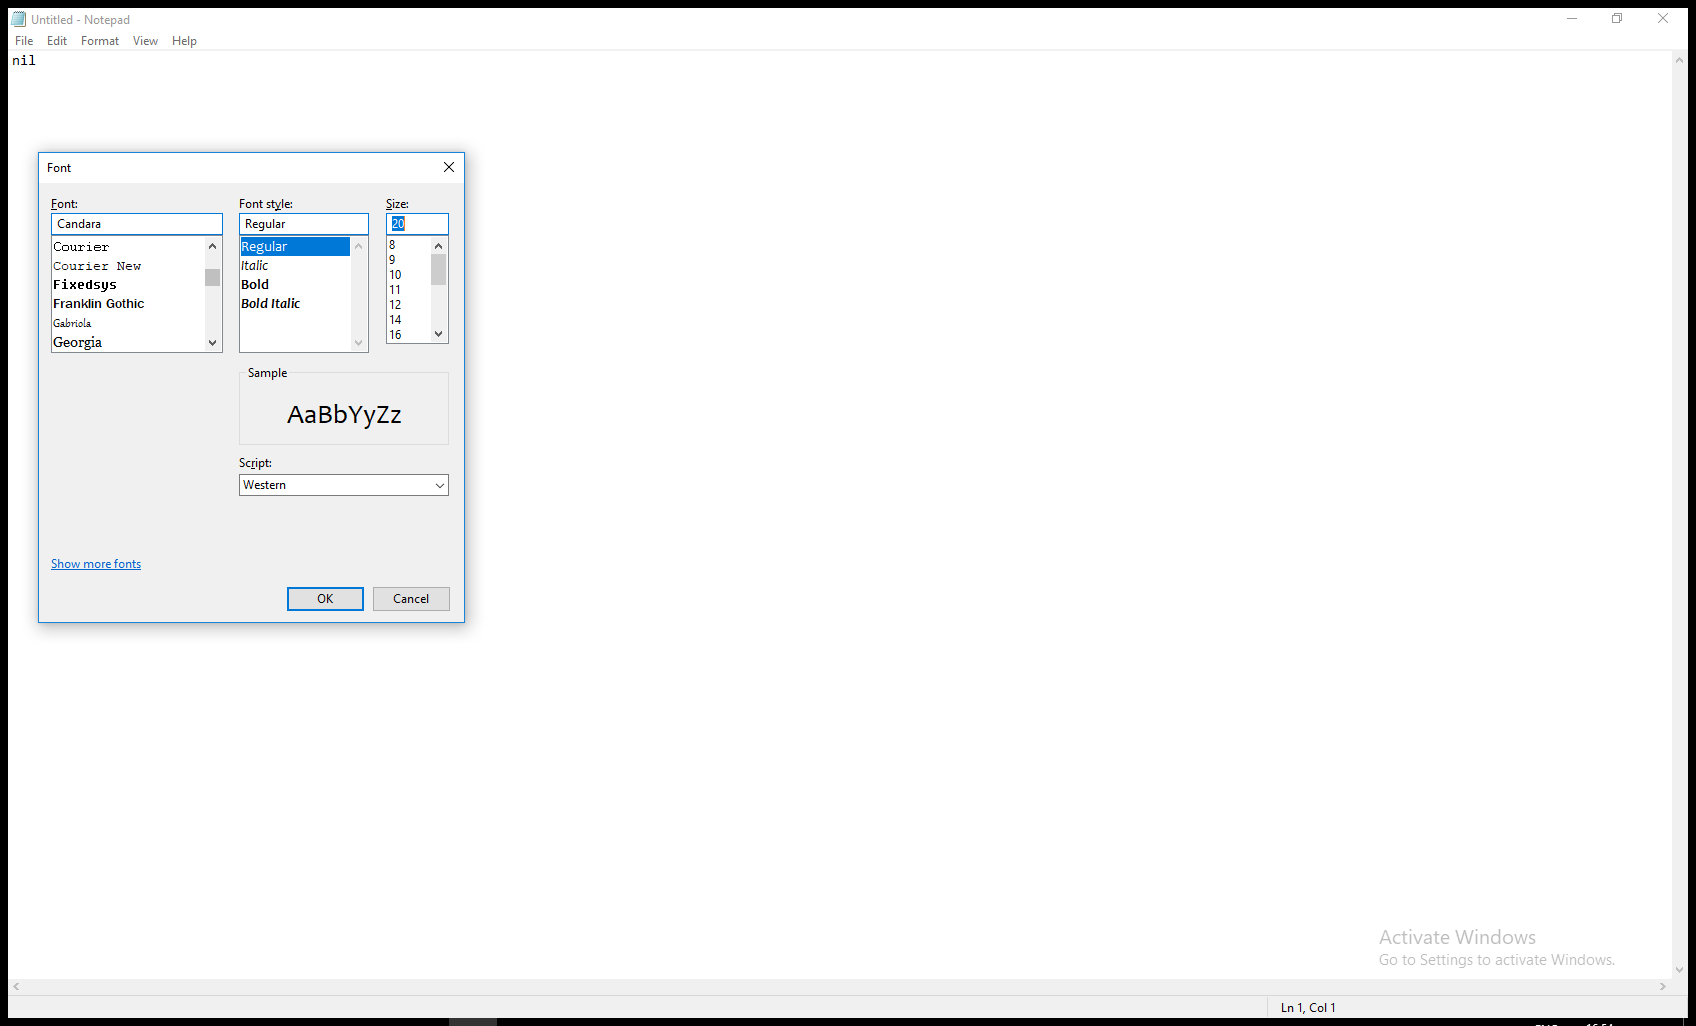 Untitled - Notepad
File Edit Format View Help
nil
Font
Font: Font style: Size:
Candara Regular 20
Courier
Courier New
Fixedsys
Franklin Gothic
Gabriola
Georgia
Regular
Italic
Bold
Bold Italic
8
9
10
11
12
14
16
Sample
AaBbYyZz
Script:
Western
Show more fonts
OK Cancel
Activate Windows
Go to Settings to activate Windows.
Ln 1, Col 1